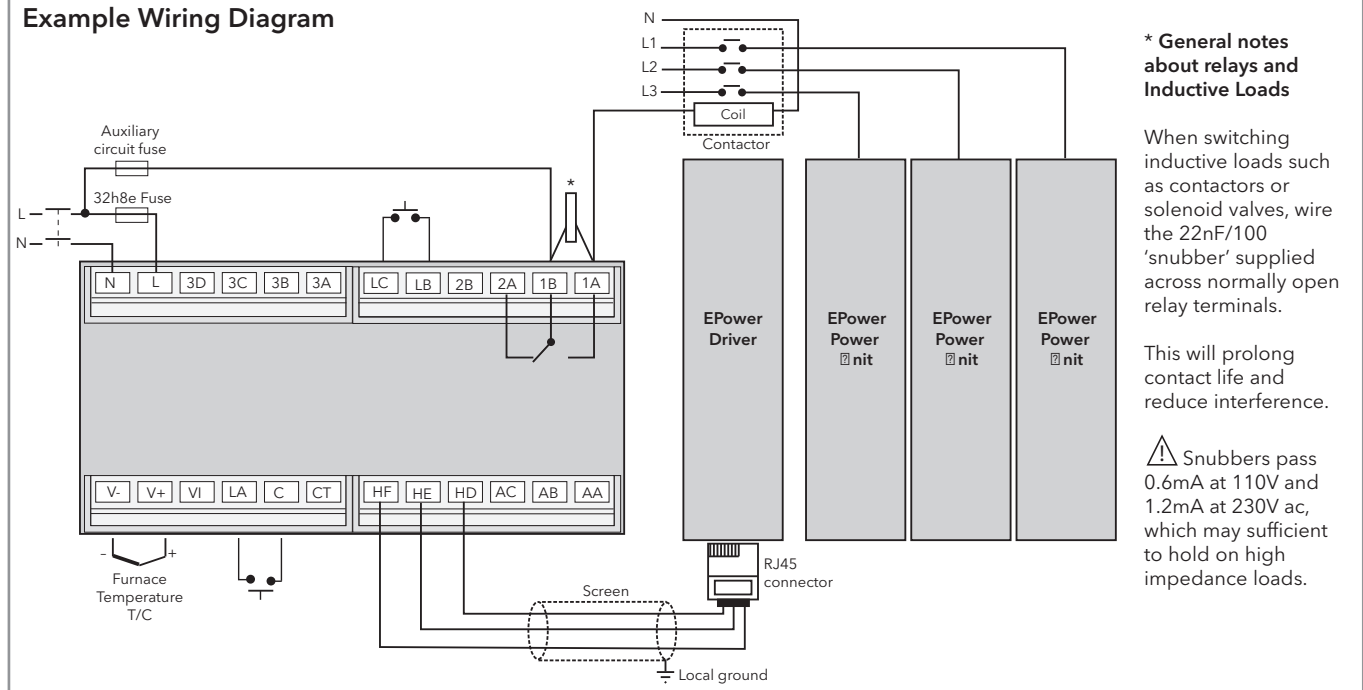 Example Wiring Diagram
N
L1
L2
L3
Coil
Contactor
Auxiliary
circuit fuse
32h8e Fuse
L
N
*
N L 3D 3C 3B 3A LC LB 2B 2A 1B 1A
EPower
Driver
EPower
Power
⍰nit
EPower
Power
⍰nit
EPower
Power
⍰nit
V- V+ VI LA C CT HF HE HD AC AB AA
– +
Furnace
Temperature
T/C
Screen
RJ45
connector
Local ground
* General notes
about relays and
Inductive Loads
When switching
inductive loads such
as contactors or
solenoid valves, wire
the 22nF/100
‘snubber’ supplied
across normally open
relay terminals.
This will prolong
contact life and
reduce interference.
⚠ Snubbers pass
0.6mA at 110V and
1.2mA at 230V ac,
which may sufficient
to hold on high
impedance loads.